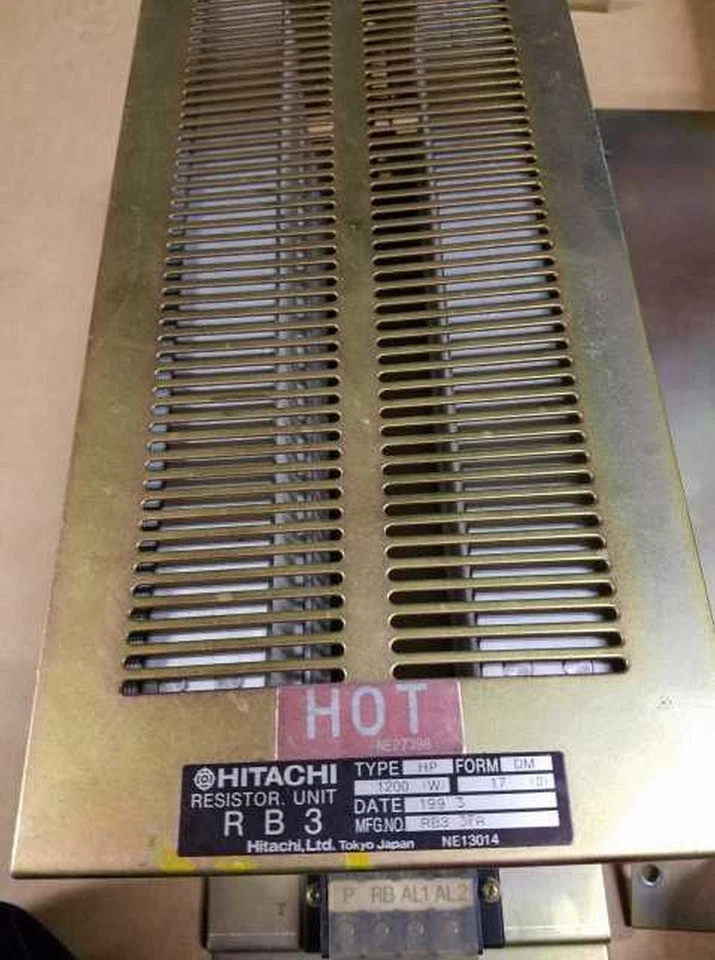 HOT
NE27398
HITACHI
RESISTOR. UNIT
R B 3
TYPE HP FORM DM
1200 (W) 17 (Ω)
DATE 199 3
MFG.NO. RB3
Hitachi, Ltd. Tokyo Japan NE13014
P RB AL1 AL2